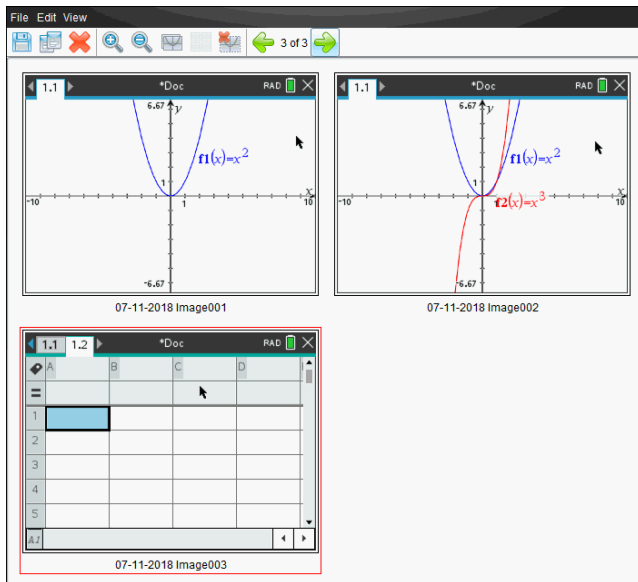 File Edit View
3 of 3
1.1 *Doc RAD
6.67 y
f1(x)=x²
1
x
-10 1 10
-6.67
07-11-2018 Image001
1.1 *Doc RAD
6.67 y
f1(x)=x²
1
x
-10 1 10
f2(x)=x³
-6.67
07-11-2018 Image002
1.1 1.2 *Doc RAD
A B C D
=
1
2
3
4
5
A1
07-11-2018 Image003